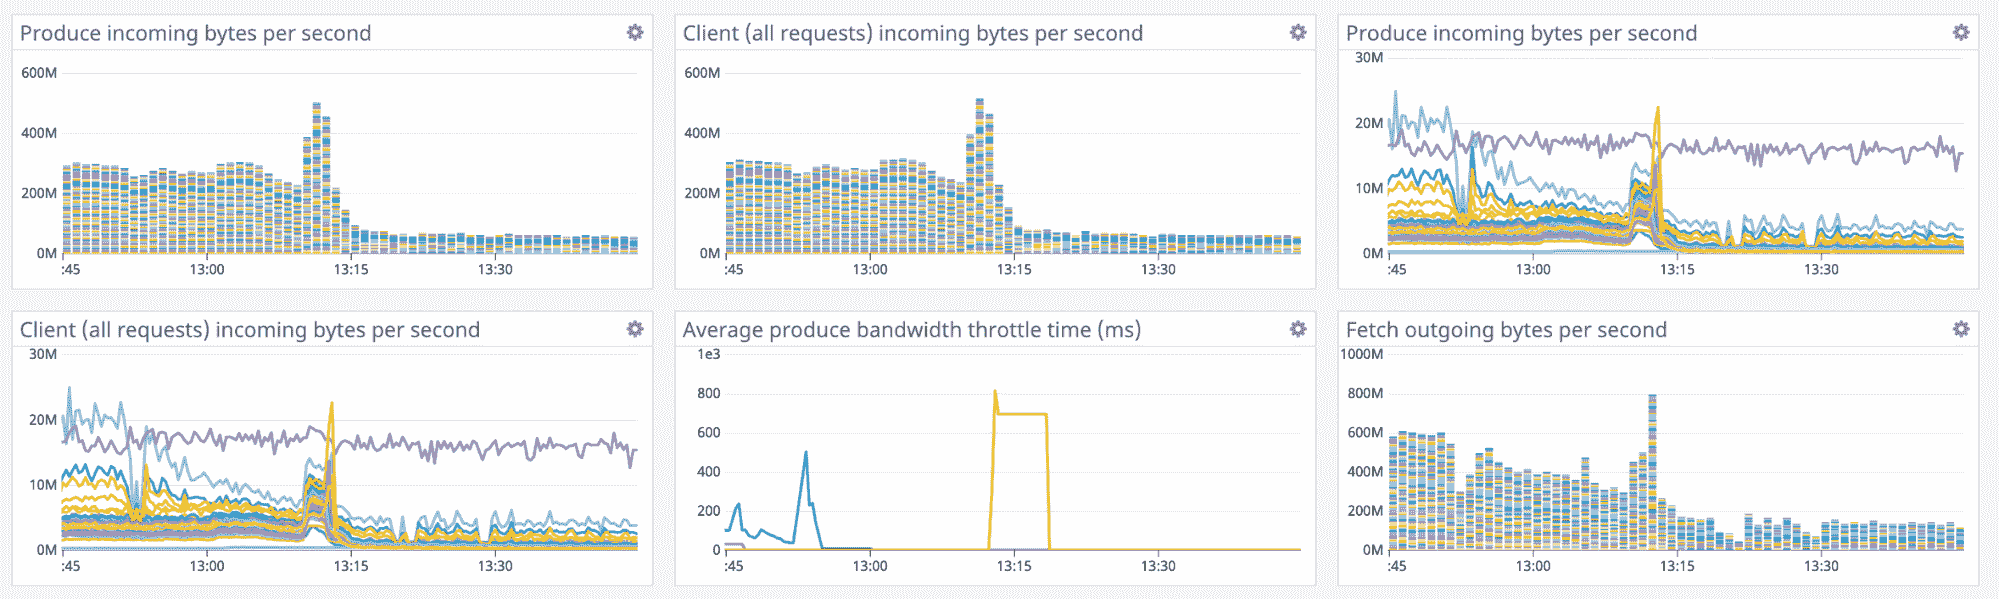 Produce incoming bytes per second
600M
400M
200M
0M
:45 13:00 13:15 13:30
Client (all requests) incoming bytes per second
600M
400M
200M
0M
:45 13:00 13:15 13:30
Produce incoming bytes per second
30M
20M
10M
0M
:45 13:00 13:15 13:30
Client (all requests) incoming bytes per second
30M
20M
10M
0M
:45 13:00 13:15 13:30
Average produce bandwidth throttle time (ms)
1e3
800
600
400
200
0
:45 13:00 13:15 13:30
Fetch outgoing bytes per second
1000M
800M
600M
400M
200M
0M
:45 13:00 13:15 13:30